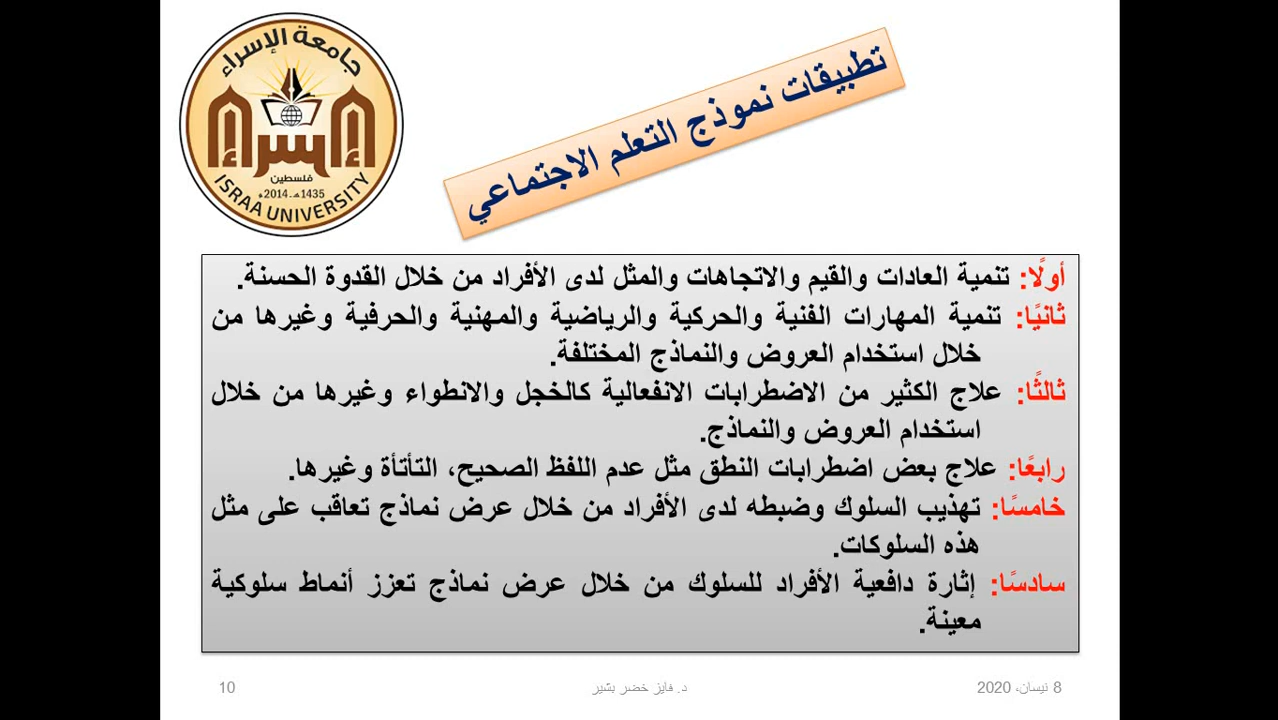 جامعة الإسراء
إسراء
فلسطين
1435هـ-2014م
ISRAA UNIVERSITY
تطبيقات نموذج التعلم الاجتماعي
أولًا: تنمية العادات والقيم والاتجاهات والمثل لدى الأفراد من خلال القدوة الحسنة.
ثانيًا: تنمية المهارات الفنية والحركية والرياضية والمهنية والحرفية وغيرها من
خلال استخدام العروض والنماذج المختلفة.
ثالثًا: علاج الكثير من الاضطرابات الانفعالية كالخجل والانطواء وغيرها من خلال
استخدام العروض والنماذج.
رابعًا: علاج بعض اضطرابات النطق مثل عدم اللفظ الصحيح، التأتأة وغيرها.
خامسًا: تهذيب السلوك وضبطه لدى الأفراد من خلال عرض نماذج تعاقب على مثل
هذه السلوكات.
سادسًا: إثارة دافعية الأفراد للسلوك من خلال عرض نماذج تعزز أنماط سلوكية
معينة.
8 نيسان، 2020
د. فايز خضر بشير
10